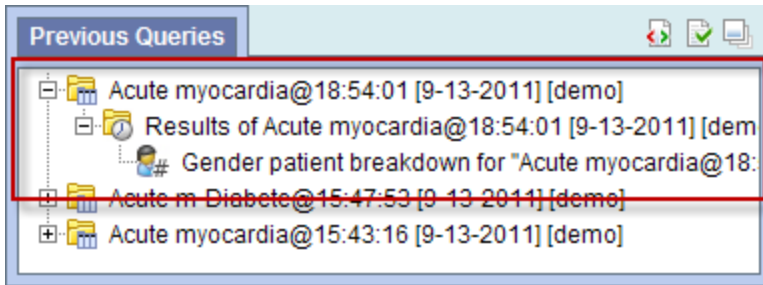 Previous Queries
Acute myocardia@18:54:01 [9-13-2011] [demo]
Results of Acute myocardia@18:54:01 [9-13-2011] [dem
# Gender patient breakdown for "Acute myocardia@18:
Acute m-Diabete@15:47:53 [9-13-2011] [demo]
Acute myocardia@15:43:16 [9-13-2011] [demo]